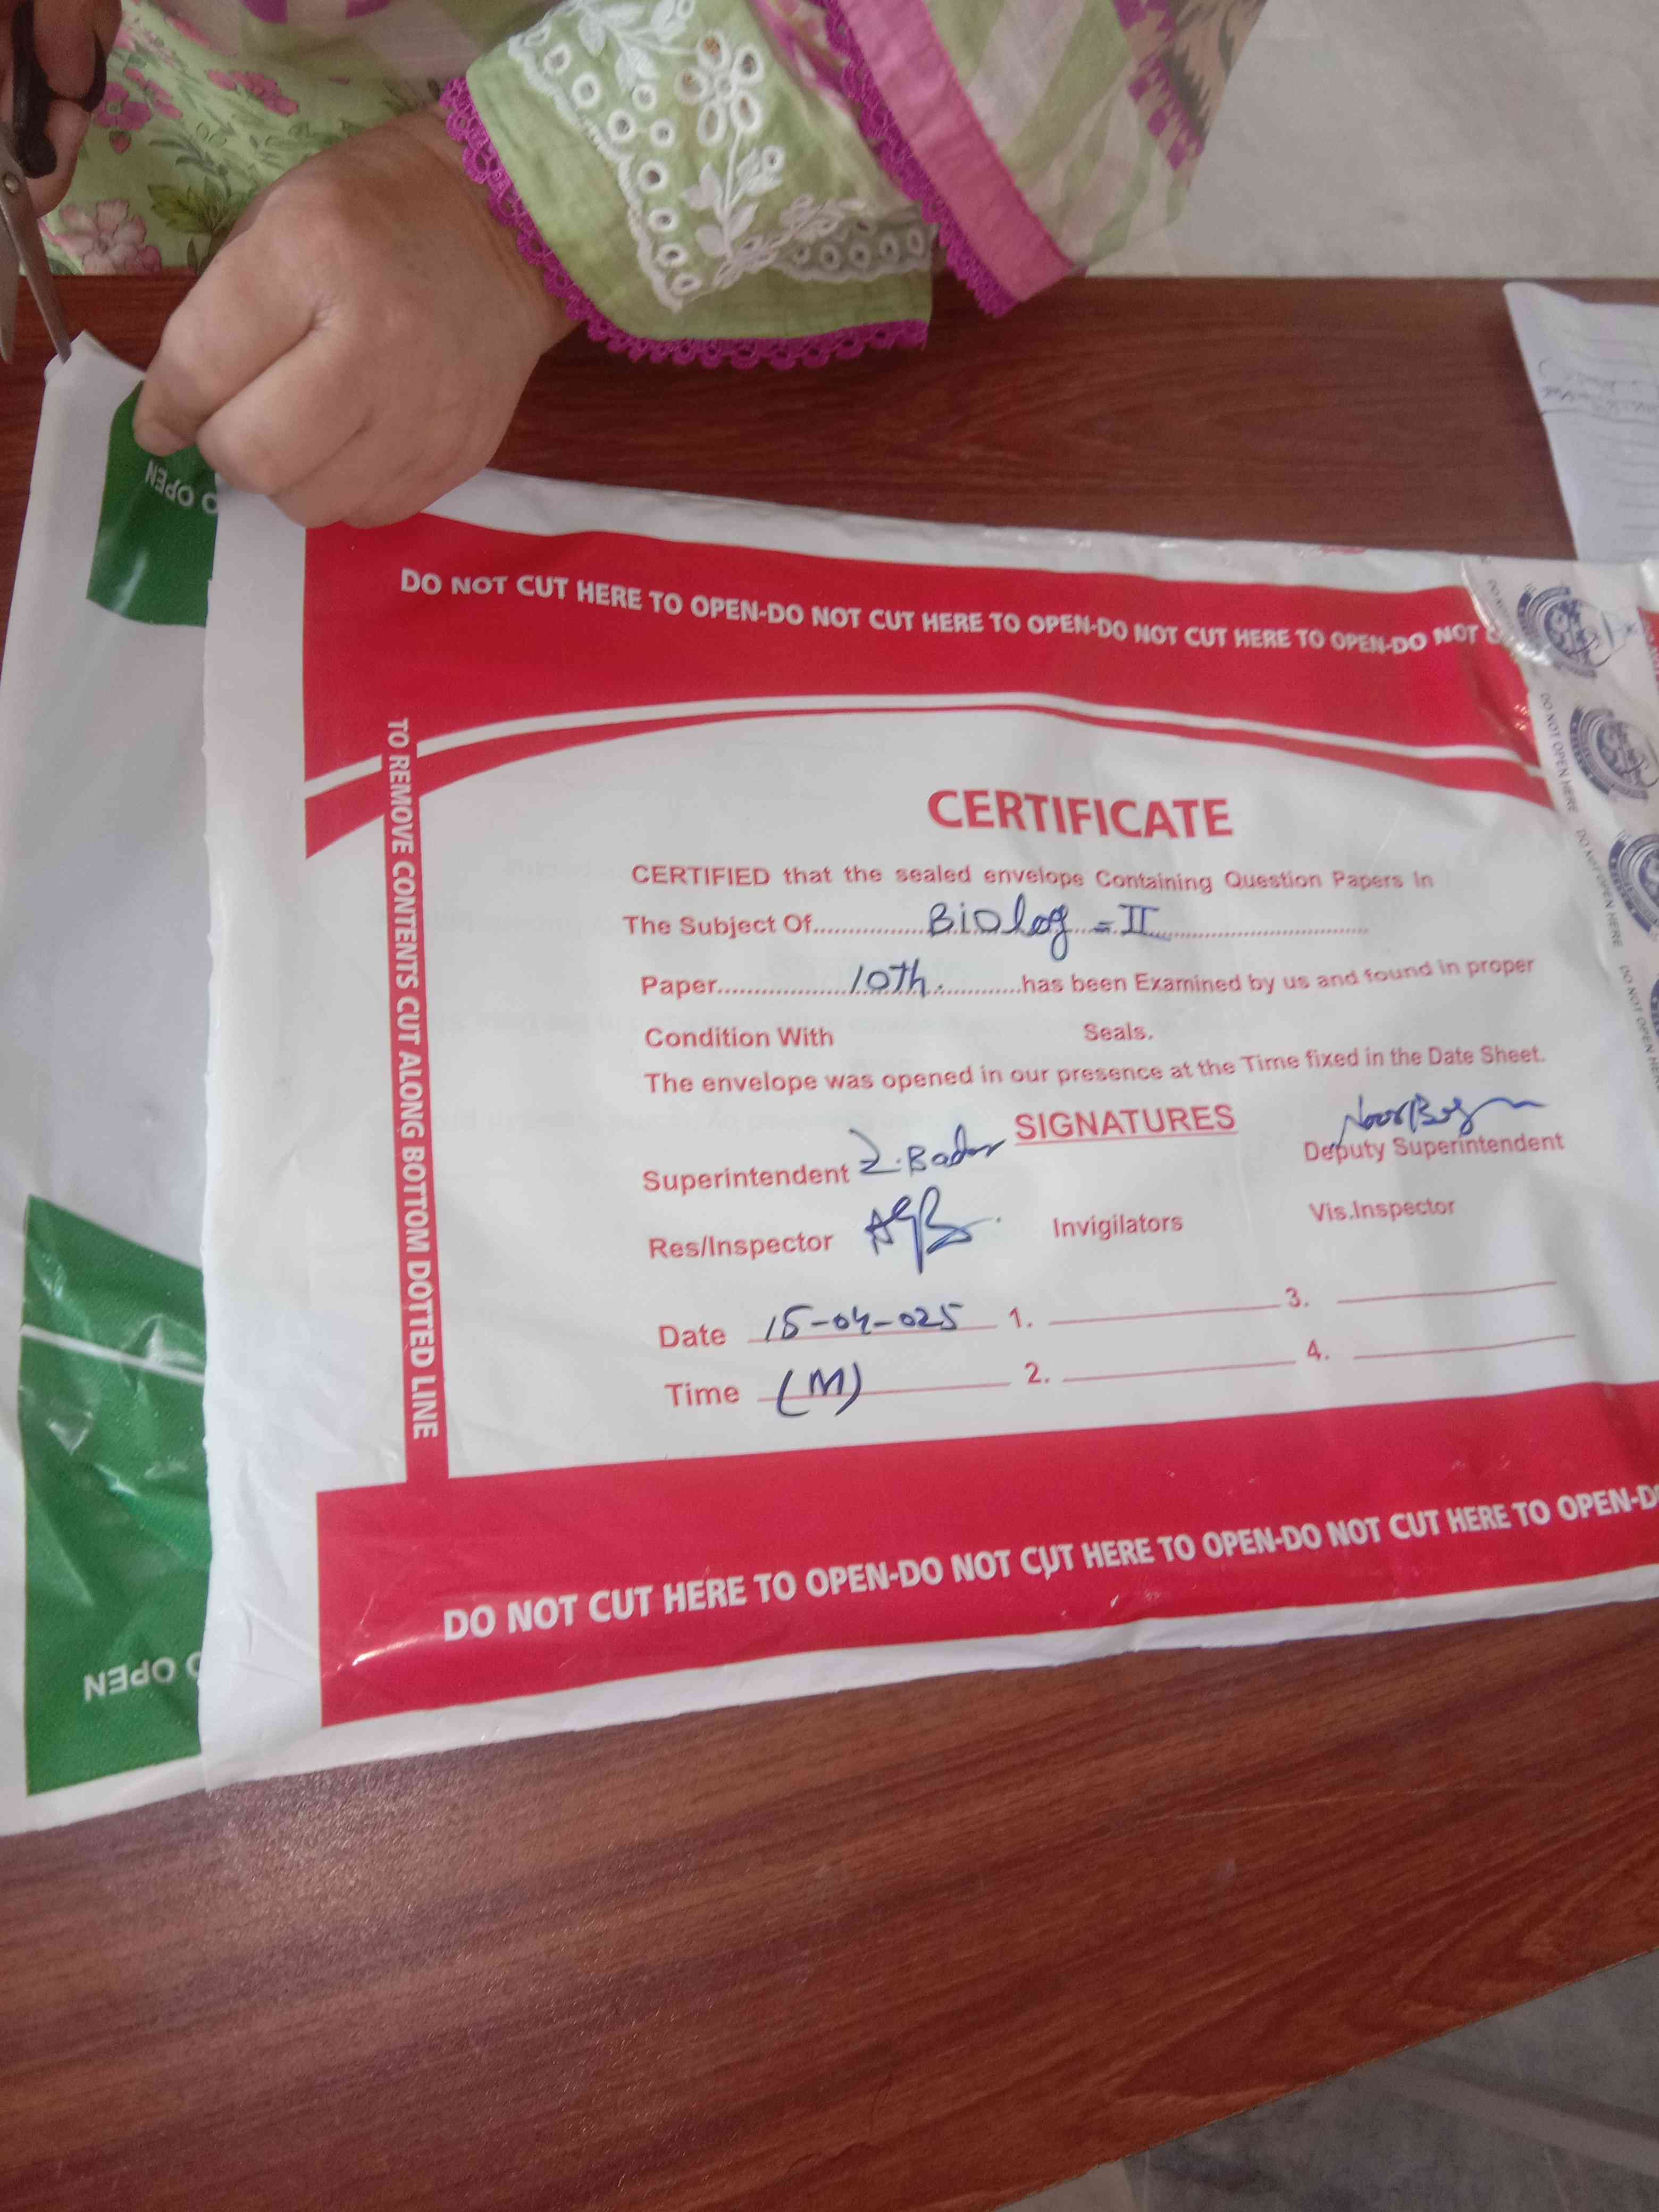 DO NOT CUT HERE TO OPEN-DO NOT CUT HERE TO OPEN-DO NOT CUT HERE TO OPEN-DO NOT
TO REMOVE CONTENTS CUT ALONG BOTTOM DOTTED LINE
CERTIFICATE
CERTIFIED that the sealed envelope Containing Question Papers In
The Subject Of................Biolog = II................
Paper................10th.............has been Examined by us and found in proper
Condition With Seals.
The envelope was opened in our presence at the Time fixed in the Date Sheet.
SIGNATURES
Superintendent Z.Badar Deputy Superintendent
Res/Inspector Invigilators Vis.Inspector
Date 15-04-025 1. 3.
Time (M) 2. 4.
DO NOT CUT HERE TO OPEN-DO NOT CUT HERE TO OPEN-DO NOT CUT HERE TO OPEN-D
O OPEN
O OPEN
DO NOT OPEN HERE
DO NOT OPEN HERE
DO NOT OPEN HERE